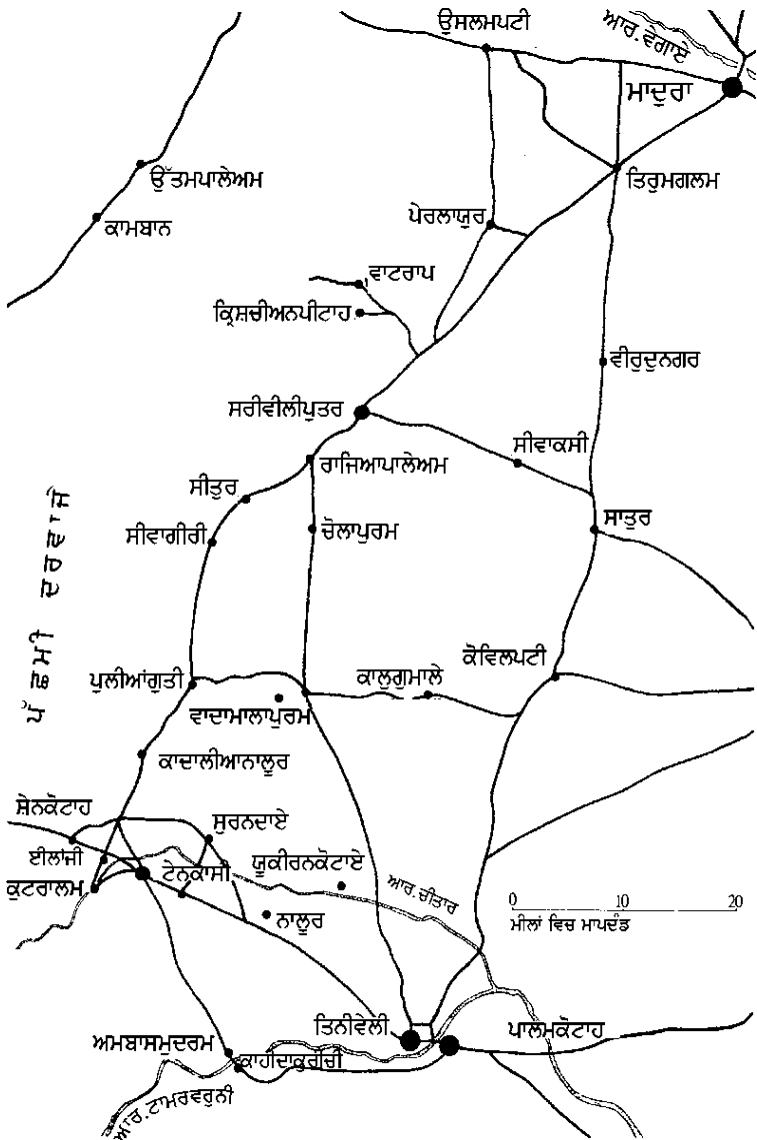 ਉਸਲਮਪਟੀ
ਆਰ.ਵੇਗਾਏ
ਮਾਦੁਰਾ
ਉੱਤਮਪਾਲੇਅਮ
ਤਿਰੁਮਗਲਮ
ਕਾਮਬਾਨ
ਪੇਰਲਾਯੁਰ
ਵਾਟਰਾਪ
ਕ੍ਰਿਸ਼ਚੀਅਨਪੀਟਾਹ
ਵੀਰੁਦੁਨਗਰ
ਸਰੀਵੀਲੀਪੁਤਰ
ਸੀਵਾਕਸੀ
ਰਾਜਿਆਪਾਲੇਅਮ
ਸੀਤੁਰ
ਸੀਵਾਗੀਰੀ
ਚੋਲਾਪੁਰਮ
ਸਾਤੁਰ
ਪੱਛਮੀ ਦਰਵਾਜੇ
ਪੁਲੀਆਂਗੁਤੀ
ਕਾਲੁਗੁਮਾਲੇ
ਕੋਵਿਲਪਟੀ
ਵਾਦਾਮਾਲਾਪੁਰਮ
ਕਾਦਾਲੀਆਨਾਲੂਰ
ਸ਼ੇਨਕੋਟਾਹ
ਸੁਰਨਦਾਏ
ਈਲਾਂਜੀ
ਟੇਨਕਾਸੀ
ਯੂਕੀਰਨਕੋਟਾਏ
ਕੁਟਰਾਲਮ
ਆਰ.ਚੀਤਾਰ
0 10 20
ਮੀਲਾਂ ਵਿਚ ਮਾਪਦੰਡ
ਨਾਲੂਰ
ਤਿਨੀਵੇਲੀ
ਪਾਲਮਕੋਟਾਹ
ਅਮਬਾਸਮੁਦਰਮ
ਕਾਹੀਦਾਕੁਰੀਚੀ
ਆਰ.ਟਾਮਰਵਰੁਨੀ